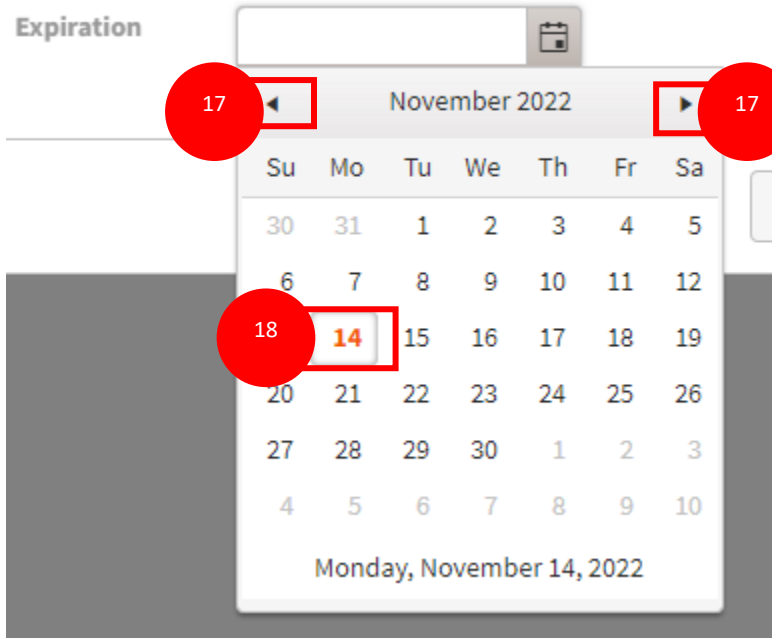 Expiration
17 November 2022 17
Su Mo Tu We Th Fr Sa
30 31 1 2 3 4 5
6 7 8 9 10 11 12
18 14 15 16 17 18 19
20 21 22 23 24 25 26
27 28 29 30 1 2 3
4 5 6 7 8 9 10
Monday, November 14, 2022